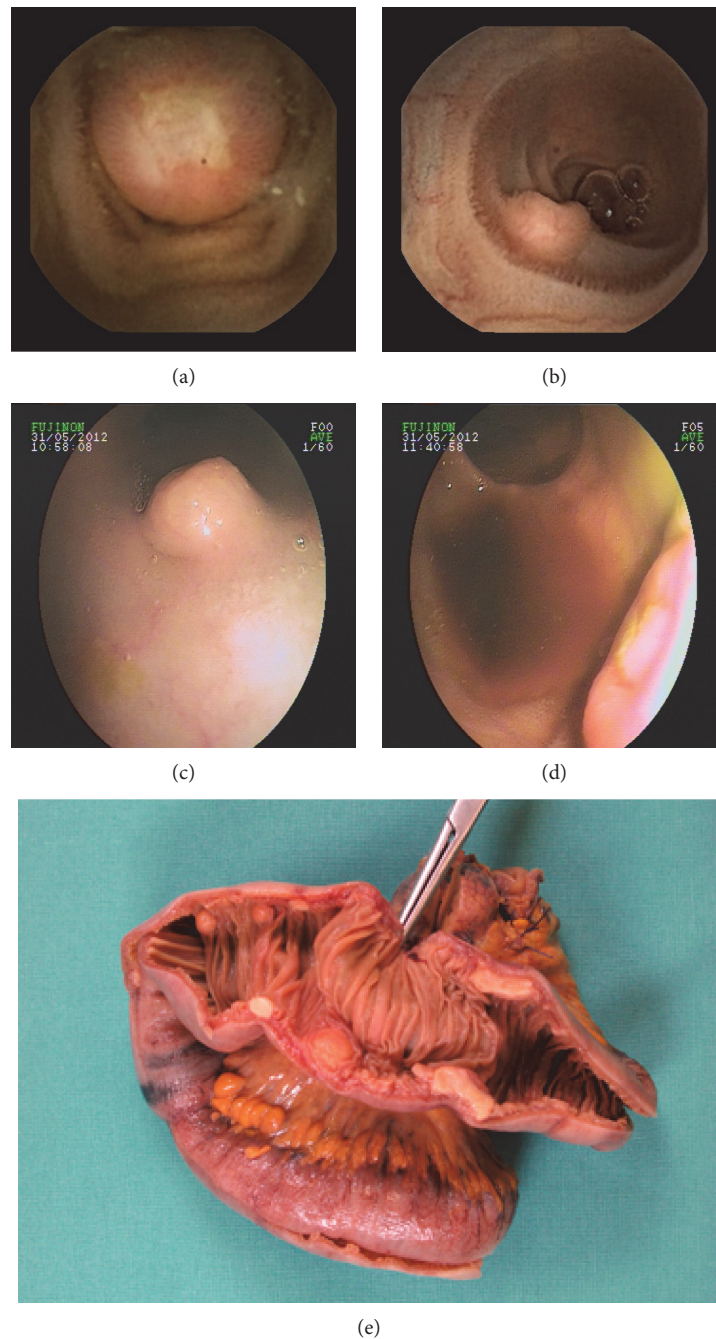 (a)
(b)
FUJINON
31/05/2012
10:58:08
F00
AVE
1/60
FUJINON
31/05/2012
11:40:58
F05
AVE
1/60
(c)
(d)
(e)